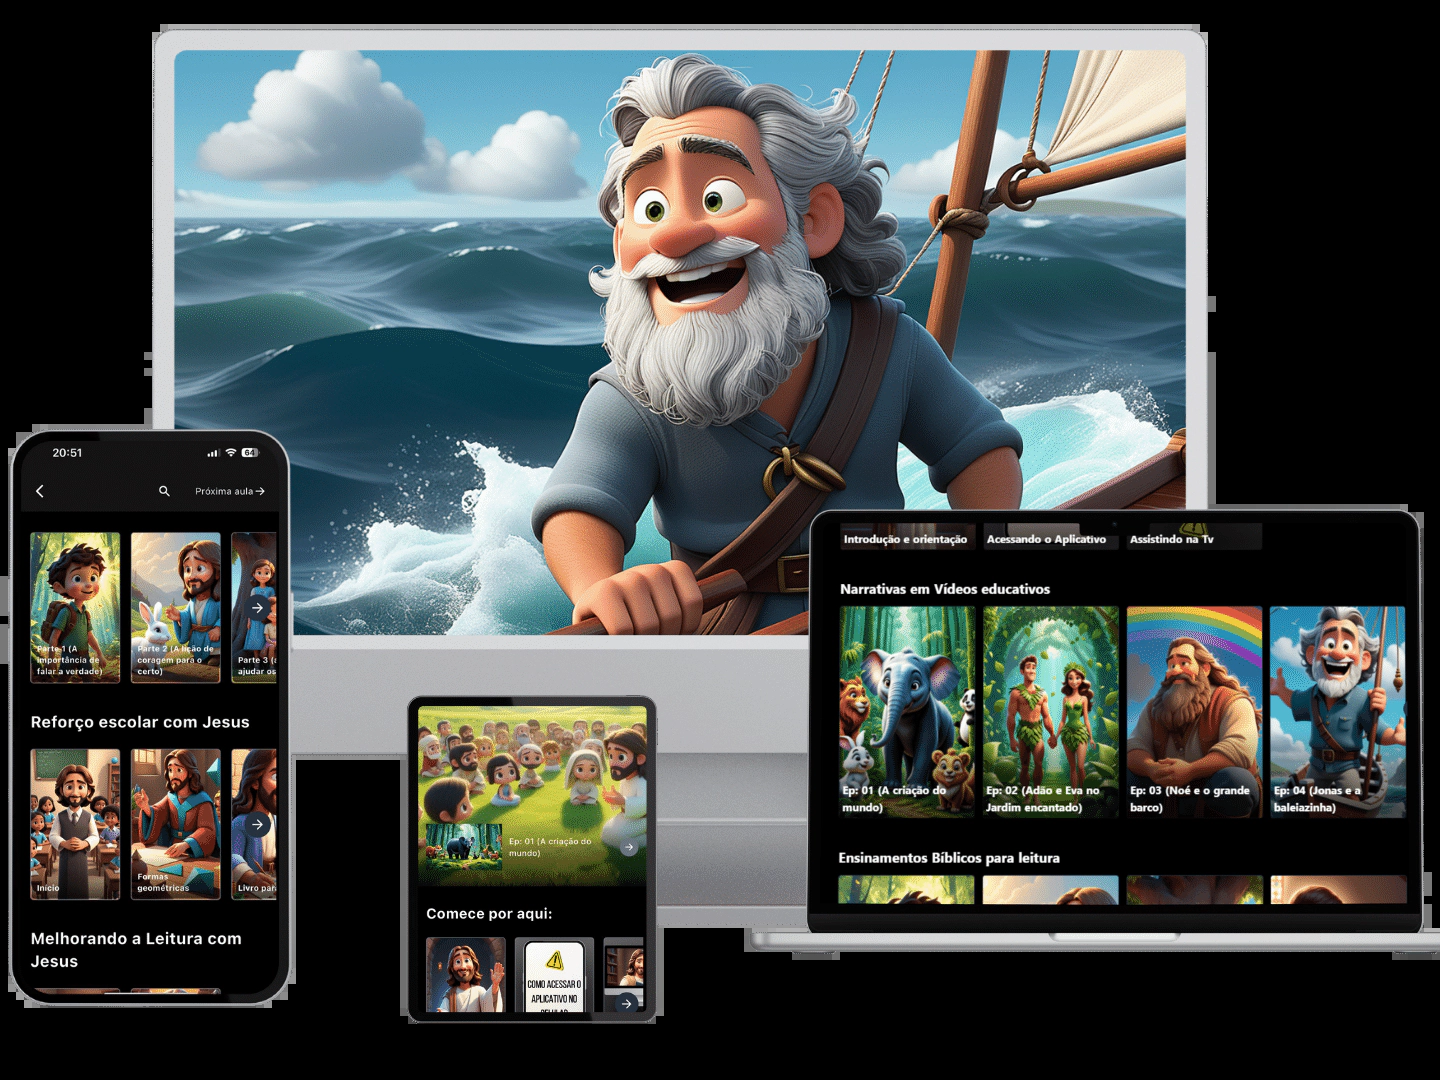 20:51
64
Próxima aula
Parte 1 (A
importância de
falar a verdade)
Parte 2 (A lição de
coragem para o
certo)
Parte 3 (
ajudar os
Reforço escolar com Jesus
Início
Formas
geométricas
Livro par
Melhorando a Leitura com
Jesus
Ep: 01 (A criação do
mundo)
Comece por aqui:
COMO ACESSAR O
APLICATIVO NO
CELULAR
Introdução e orientação
Acessando o Aplicativo
Assistindo na Tv
Narrativas em Vídeos educativos
Ep: 01 (A criação do
mundo)
Ep: 02 (Adão e Eva no
Jardim encantado)
Ep: 03 (Noé e o grande
barco)
Ep: 04 (Jonas e a
baleiazinha)
Ensinamentos Bíblicos para leitura